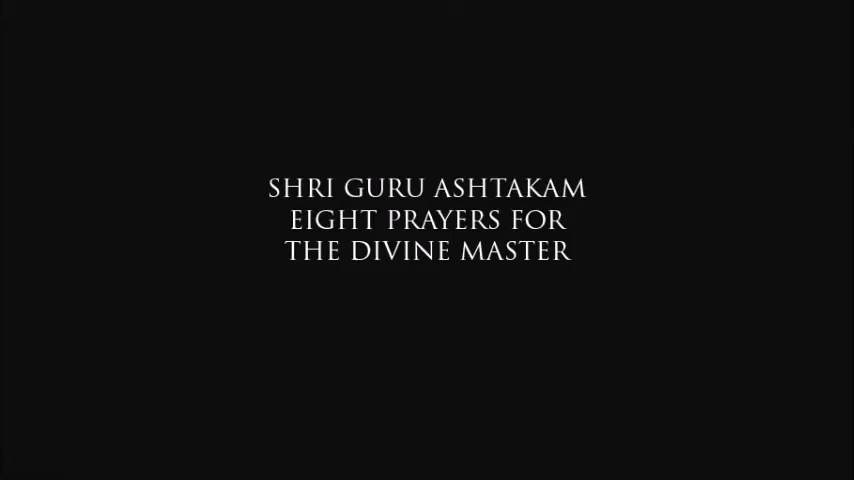 SHRI GURU ASHTAKAM
EIGHT PRAYERS FOR
THE DIVINE MASTER